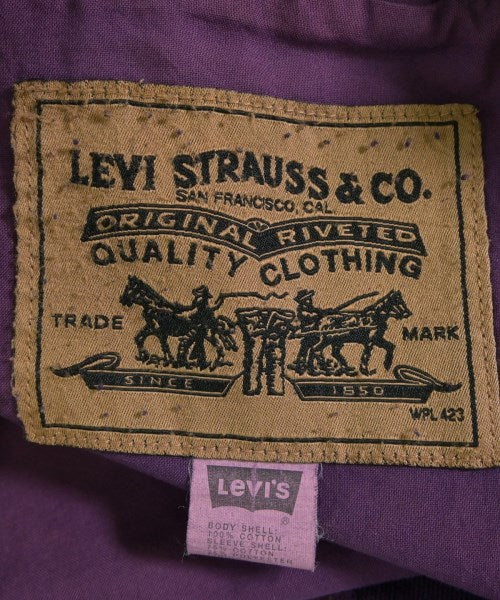 LEVI STRAUSS & CO.
SAN FRANCISCO, CAL.
ORIGINAL RIVETED
QUALITY CLOTHING
TRADE MARK
SINCE 1850
WPL 423
LEVI'S
BODY SHELL:
100% COTTON
SLEEVE SHELL: